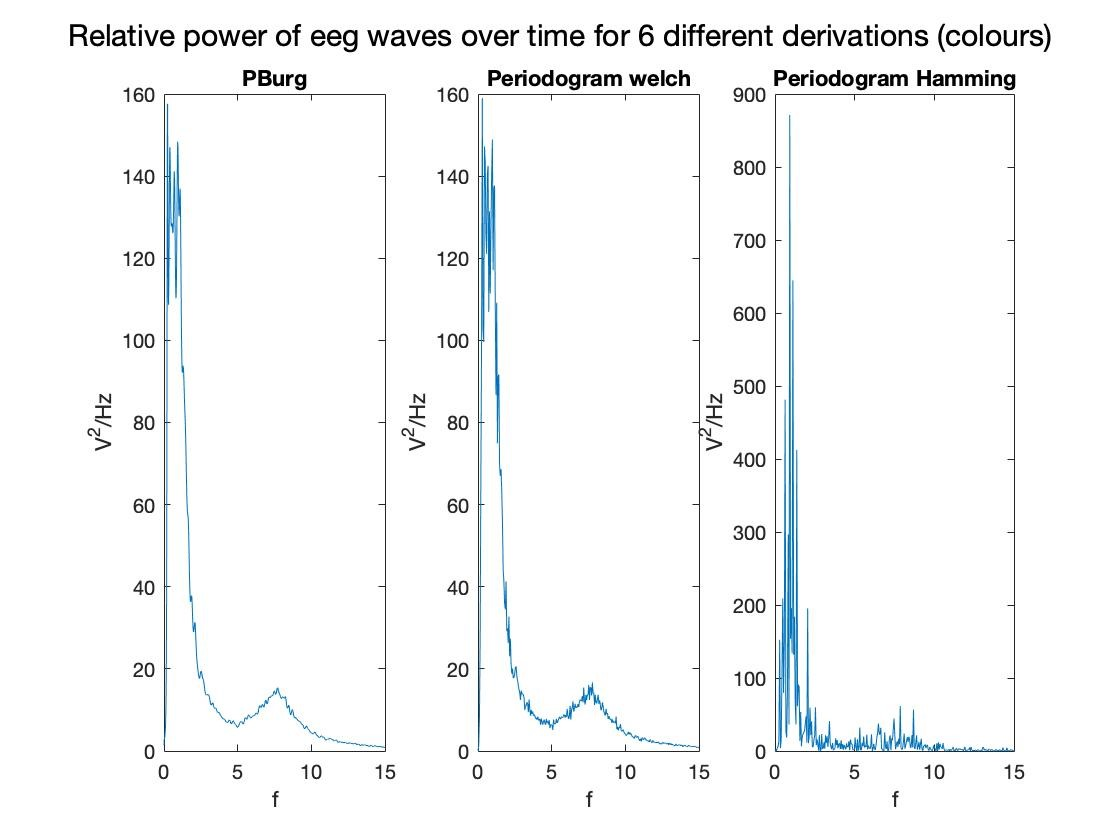 Relative power of eeg waves over time for 6 different derivations (colours)
PBurg
160
140
120
100
80
60
40
20
0
V²/Hz
0 5 10 15
f
Periodogram welch
160
140
120
100
80
60
40
20
0
V²/Hz
0 5 10 15
f
Periodogram Hamming
900
800
700
600
500
400
300
200
100
0
V²/Hz
0 5 10 15
f